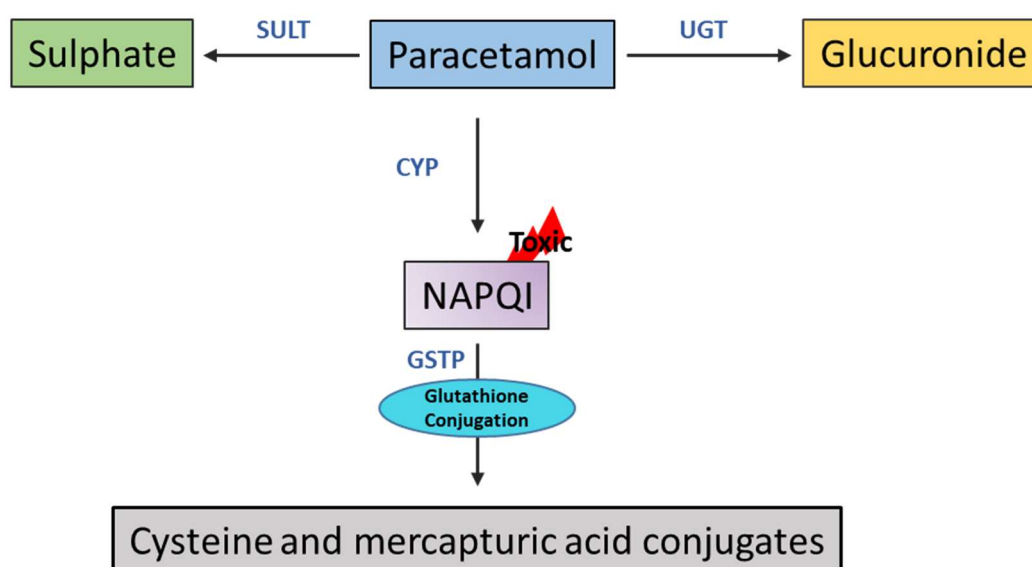 SULT
UGT
Sulphate
Paracetamol
Glucuronide
CYP
Toxic
NAPQI
GSTP
Glutathione
Conjugation
Cysteine and mercapturic acid conjugates